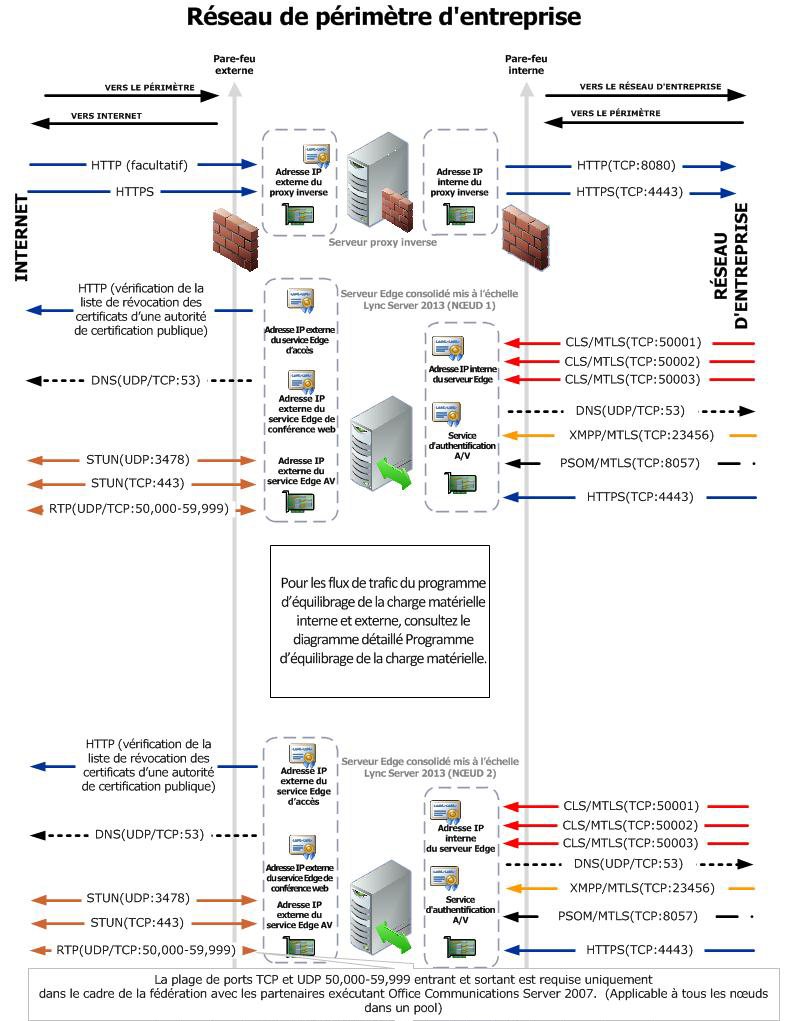 Réseau de périmètre d'entreprise
Pare-feu
externe
Pare-feu
interne
VERS LE PÉRIMÈTRE
VERS INTERNET
VERS LE RÉSEAU D'ENTREPRISE
VERS LE PÉRIMÈTRE
INTERNET
RÉSEAU
D'ENTREPRISE
HTTP (facultatif)
HTTPS
Adresse IP
externe du
proxy inverse
Adresse IP
interne du
proxy inverse
HTTP(TCP:8080)
HTTPS(TCP:4443)
Serveur proxy inverse
HTTP (vérification de la
liste de révocation des
certificats d'une autorité
de certification publique)
DNS(UDP/TCP:53)
STUN(UDP:3478)
STUN(TCP:443)
RTP(UDP/TCP:50,000-59,999)
Adresse IP externe
du service Edge
d'accès
Adresse IP
externe du
service Edge de
conférence web
Adresse IP
externe du
service Edge AV
Serveur Edge consolidé mis à l'échelle
Lync Server 2013 (NŒUD 1)
Adresse IP interne
du serveur Edge
Service
d'authentification
A/V
CLS/MTLS(TCP:50001)
CLS/MTLS(TCP:50002)
CLS/MTLS(TCP:50003)
DNS(UDP/TCP:53)
XMPP/MTLS(TCP:23456)
PSOM/MTLS(TCP:8057)
HTTPS(TCP:4443)
Pour les flux de trafic du programme
d'équilibrage de la charge matérielle
interne et externe, consultez le
diagramme détaillé Programme
d'équilibrage de la charge matérielle.
HTTP (vérification de la
liste de révocation des
certificats d'une autorité
de certification publique)
DNS(UDP/TCP:53)
STUN(UDP:3478)
STUN(TCP:443)
RTP(UDP/TCP:50,000-59,999)
Adresse IP
externe du
service Edge
d'accès
Adresse IP externe
du service Edge de
conférence web
Adresse IP
externe du
service Edge AV
Serveur Edge consolidé mis à l'échelle
Lync Server 2013 (NŒUD 2)
Adresse IP
interne
du serveur Edge
Service
d'authentification
A/V
CLS/MTLS(TCP:50001)
CLS/MTLS(TCP:50002)
CLS/MTLS(TCP:50003)
DNS(UDP/TCP:53)
XMPP/MTLS(TCP:23456)
PSOM/MTLS(TCP:8057)
HTTPS(TCP:4443)
La plage de ports TCP et UDP 50,000-59,999 entrant et sortant est requise uniquement
dans le cadre de la fédération avec les partenaires exécutant Office Communications Server 2007. (Applicable à tous les nœuds
dans un pool)